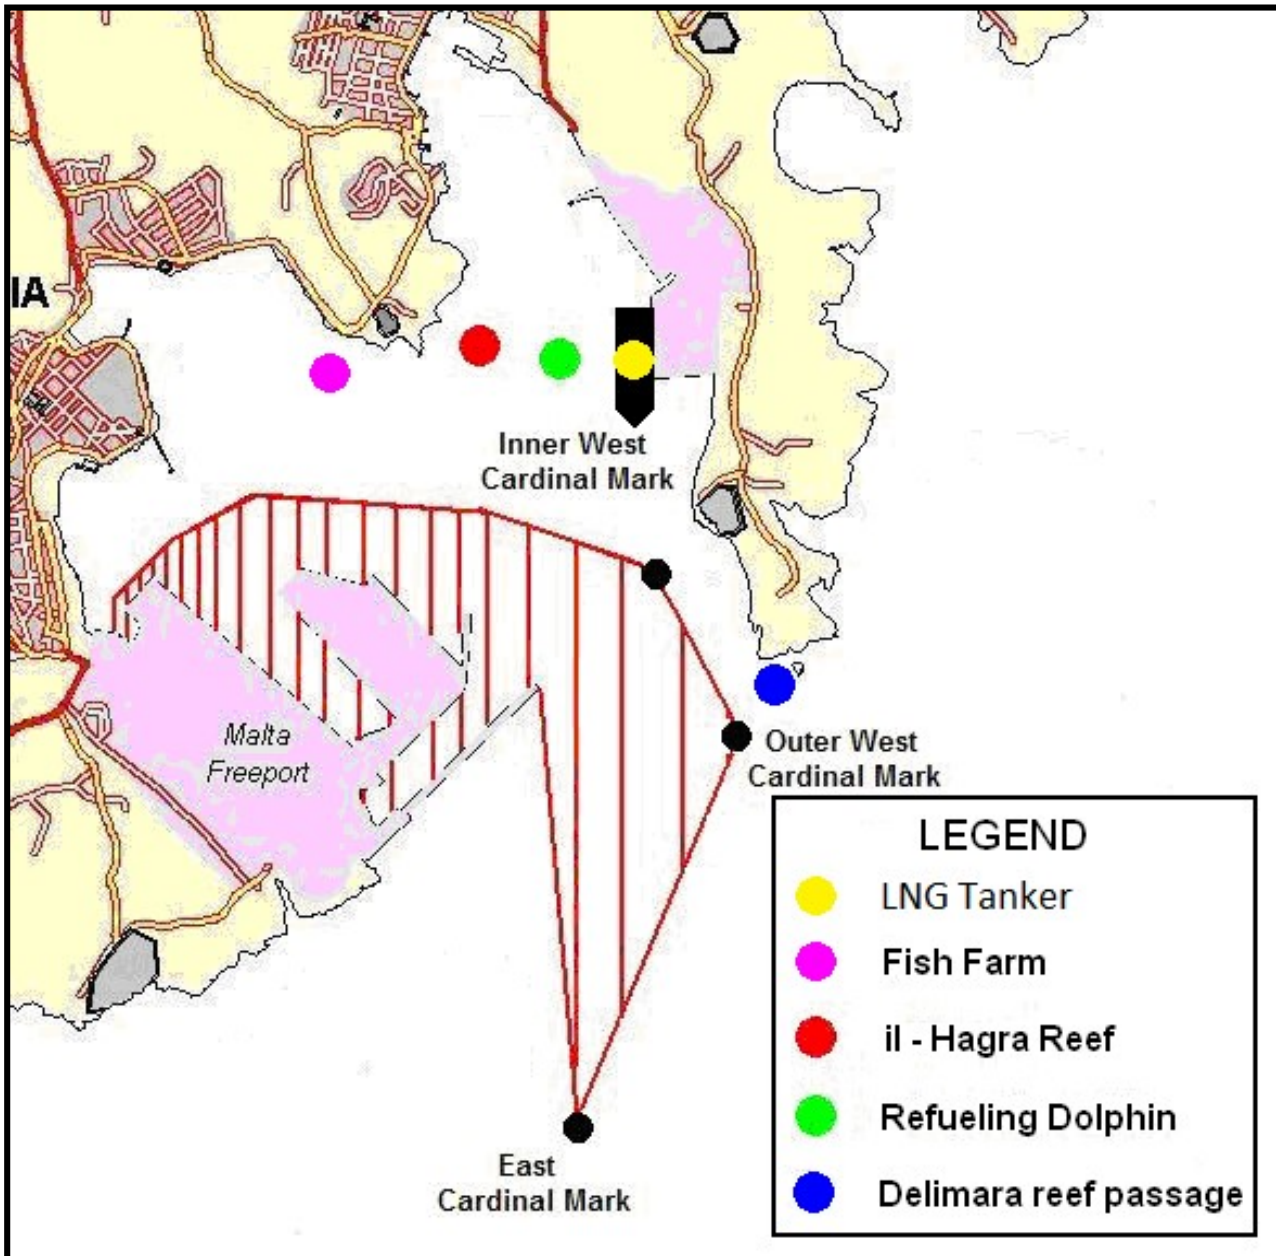 IA
Inner West
Cardinal Mark
Malta
Freeport
Outer West
Cardinal Mark
LEGEND
LNG Tanker
Fish Farm
il - Hagra Reef
Refueling Dolphin
Delimara reef passage
East
Cardinal Mark